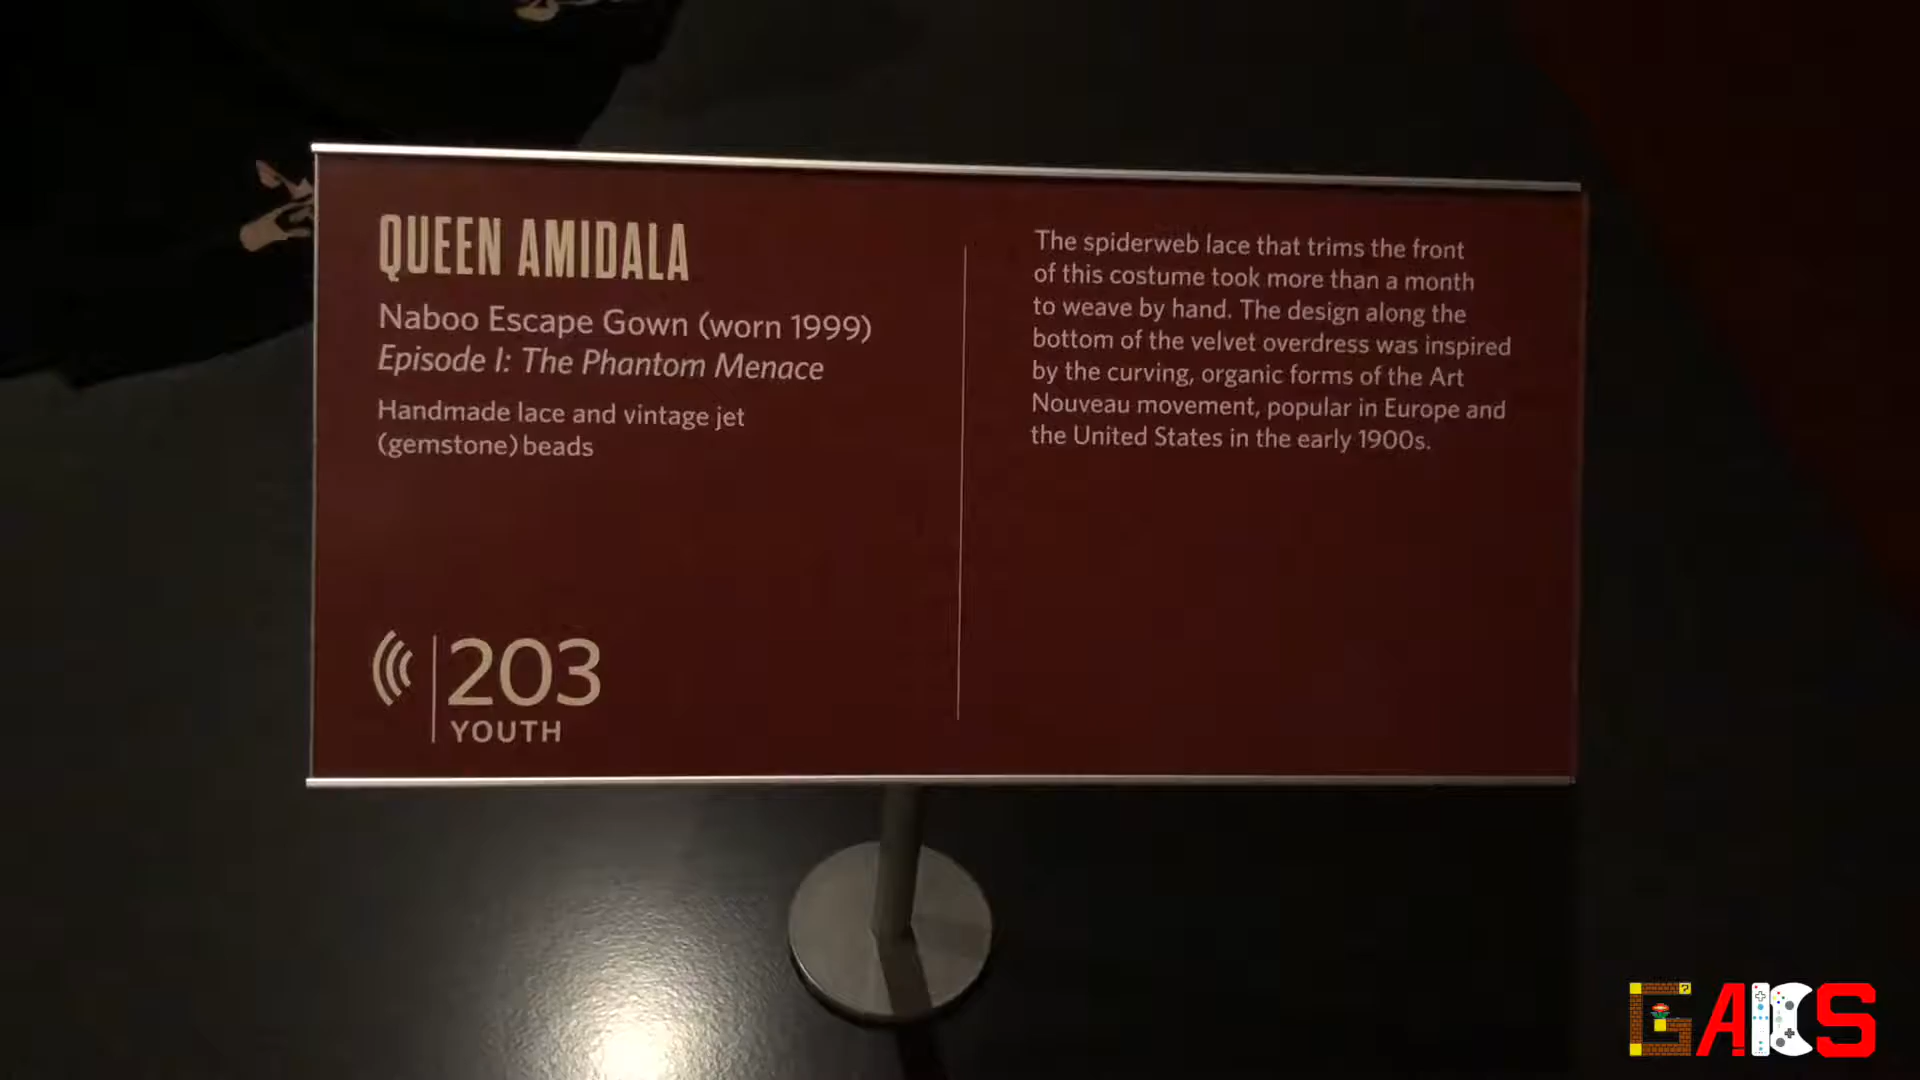 QUEEN AMIDALA
Naboo Escape Gown (worn 1999)
Episode I: The Phantom Menace
Handmade lace and vintage jet
(gemstone) beads
203
YOUTH
The spiderweb lace that trims the front
of this costume took more than a month
to weave by hand. The design along the
bottom of the velvet overdress was inspired
by the curving, organic forms of the Art
Nouveau movement, popular in Europe and
the United States in the early 1900s.
GAKS